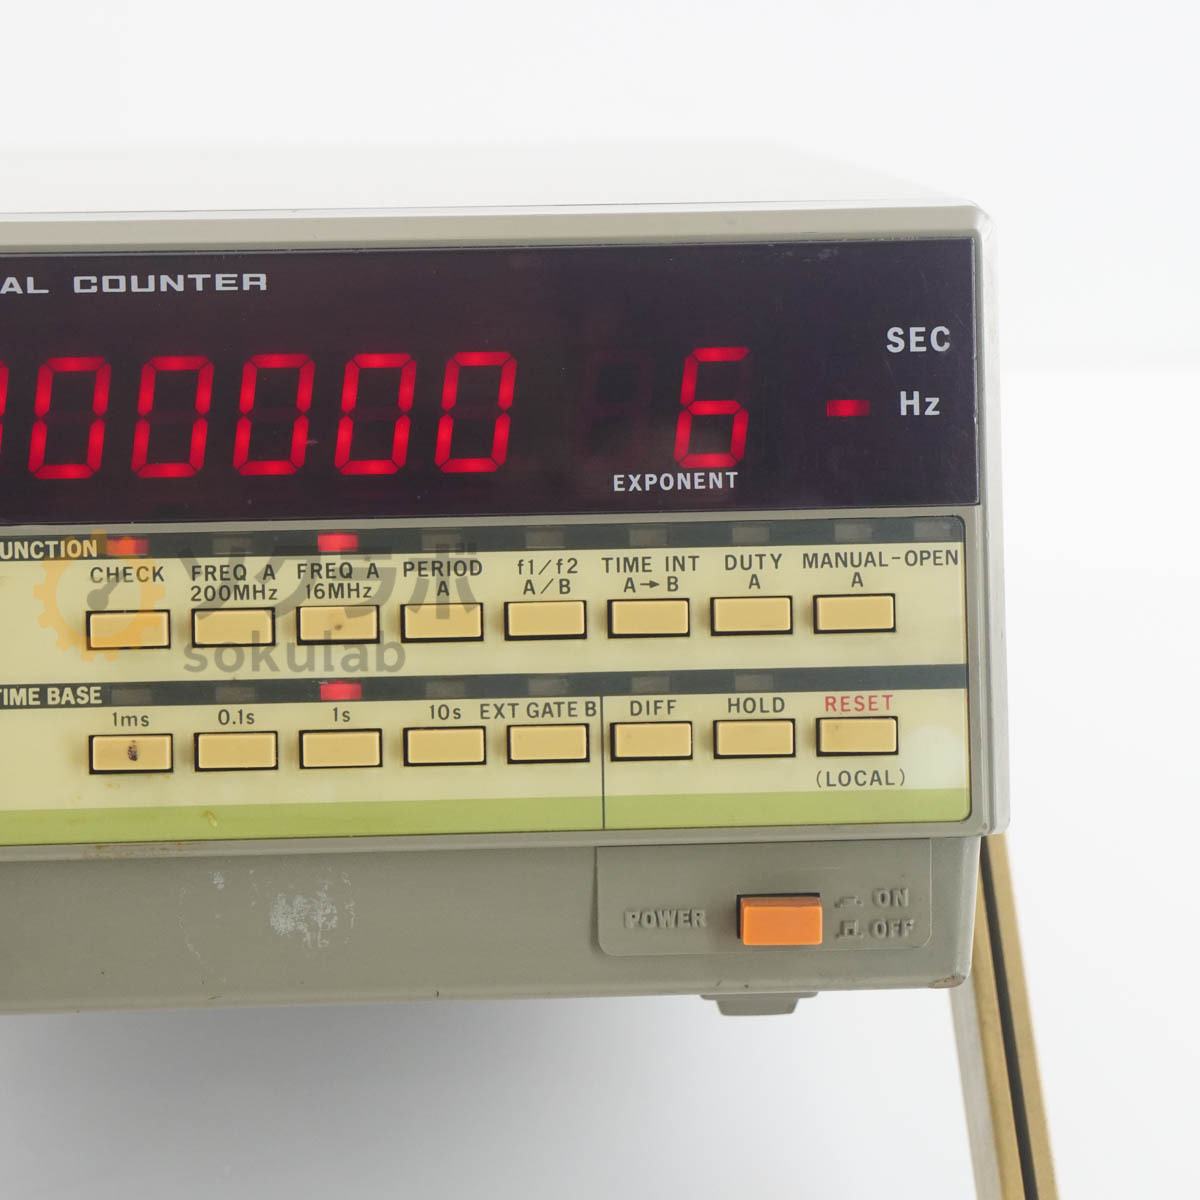 AL COUNTER
00000 6
SEC
Hz
EXPONENT
UNCTION
CHECK FREQ A 200MHz FREQ A 16MHz PERIOD A f1/f2 A/B TIME INT A→B DUTY A MANUAL-OPEN A
ソクラボ
sokulab
TIME BASE
1ms 0.1s 1s 10s EXT GATE B DIFF HOLD RESET
(LOCAL)
POWER
ON
OFF